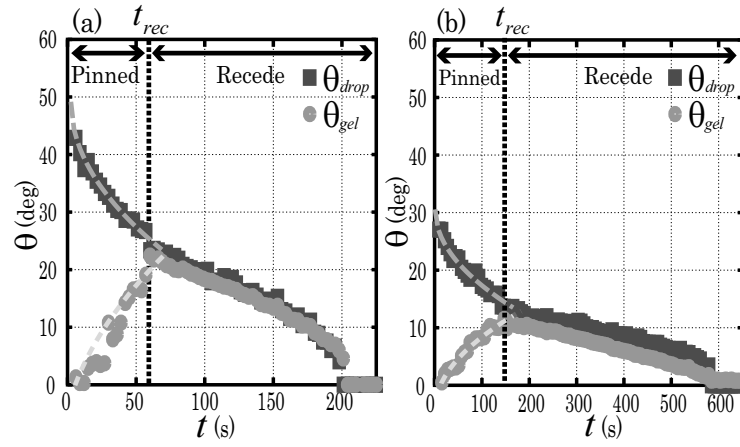 (a) t_rec
60
50
40
30
20
10
0
θ (deg)
Pinned Recede
θ_drop
θ_gel
0 50 100 150 200
t (s)
(b) t_rec
60
50
40
30
20
10
0
θ (deg)
Pinned Recede
θ_drop
θ_gel
0 100 200 300 400 500 600
t (s)